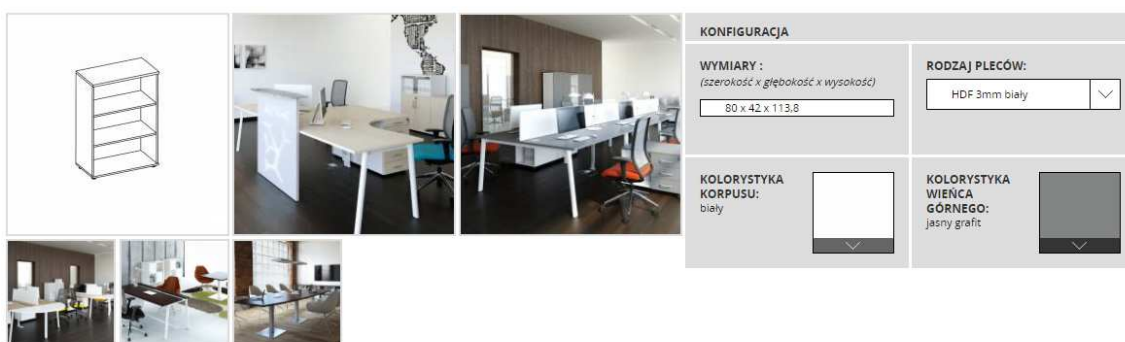 KONFIGURACJA
WYMIARY :
(szerokość x głębokość x wysokość)
80 x 42 x 113,8
RODZAJ PLECÓW:
HDF 3mm biały
KOLORYSTYKA
KORPUSU:
biały
KOLORYSTYKA
WIEŃCA
GÓRNEGO:
jasny grafit